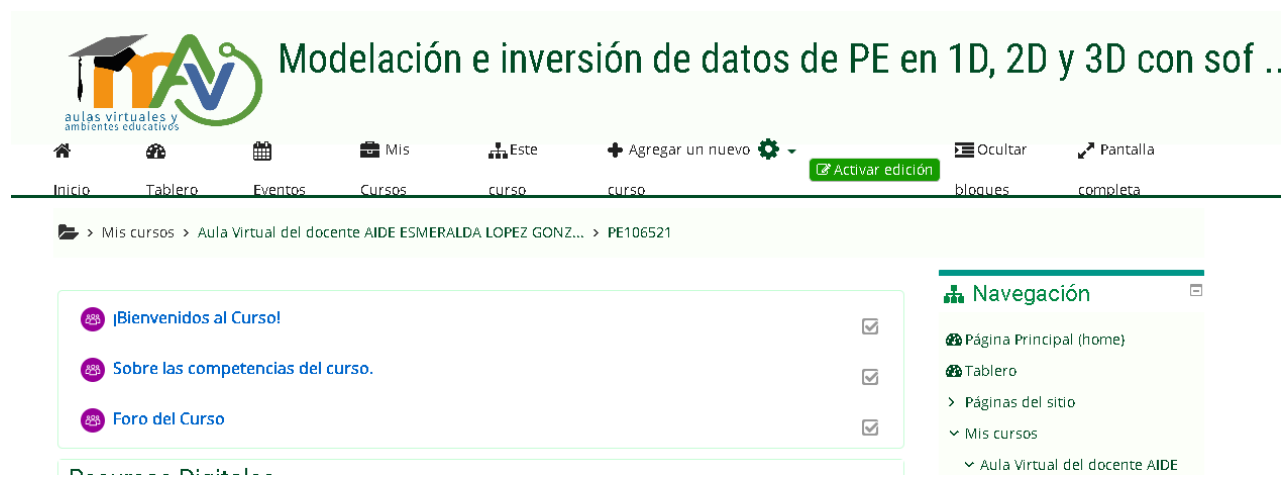 Modelación e inversión de datos de PE en 1D, 2D y 3D con sof ...
aulas virtuales y
ambientes educativos
Inicio
Tablero
Eventos
Mis Cursos
Este curso
Agregar un nuevo curso
Activar edición
Ocultar bloques
Pantalla completa
> Mis cursos > Aula Virtual del docente AIDE ESMERALDA LOPEZ GONZ... > PE106521
¡Bienvenidos al Curso!
Sobre las competencias del curso.
Foro del Curso
Recursos Digitales
Navegación
Página Principal (home)
Tablero
Páginas del sitio
Mis cursos
Aula Virtual del docente AIDE